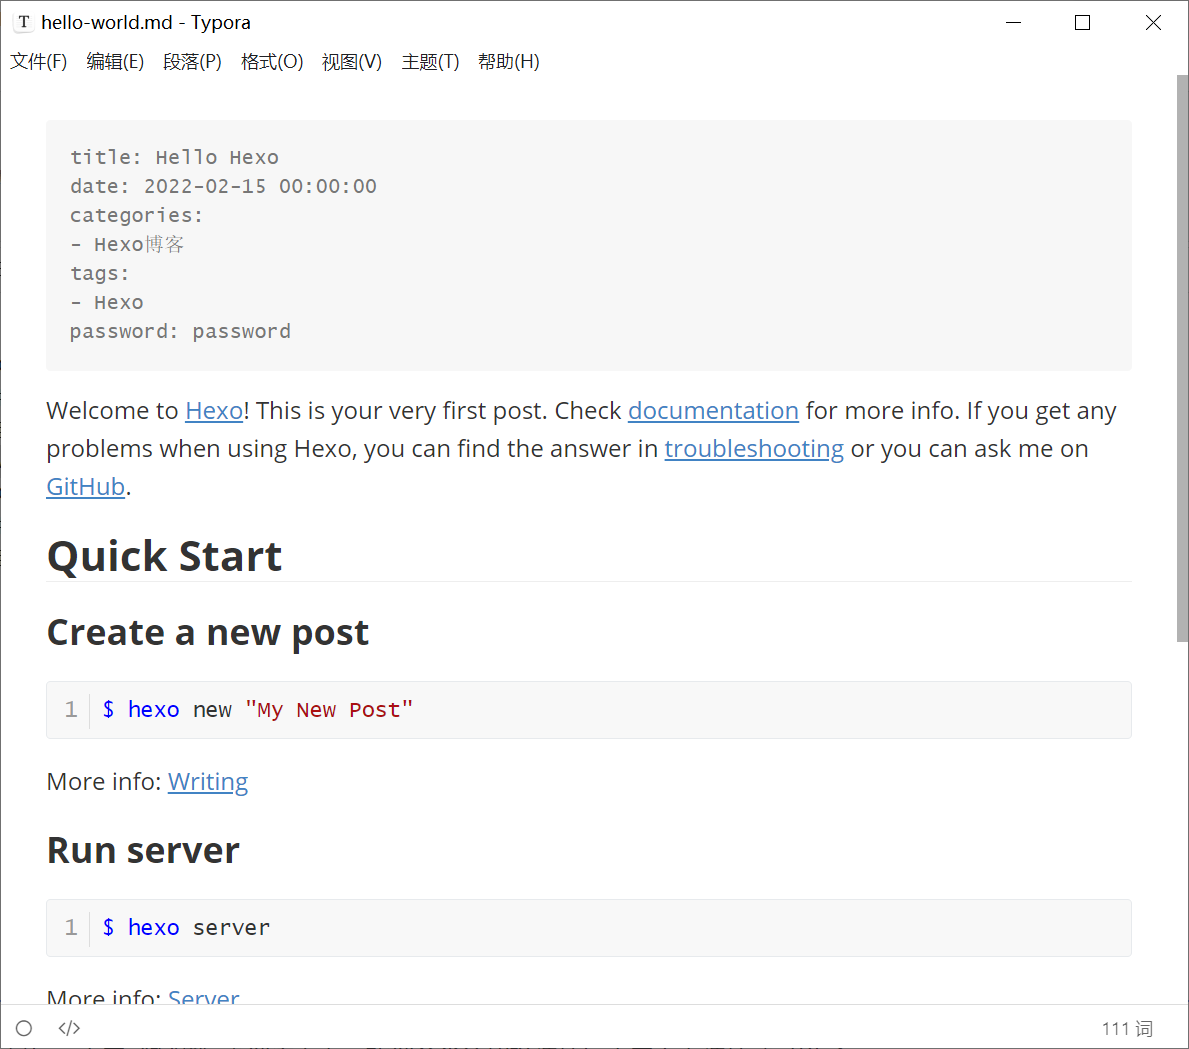 T hello-world.md - Typora
文件(F) 编辑(E) 段落(P) 格式(O) 视图(V) 主题(T) 帮助(H)
title: Hello Hexo
date: 2022-02-15 00:00:00
categories:
- Hexo博客
tags:
- Hexo
password: password
Welcome to Hexo! This is your very first post. Check documentation for more info. If you get any
problems when using Hexo, you can find the answer in troubleshooting or you can ask me on
GitHub.
Quick Start
Create a new post
1 $ hexo new "My New Post"
More info: Writing
Run server
1 $ hexo server
More info: Server
</> 111 词